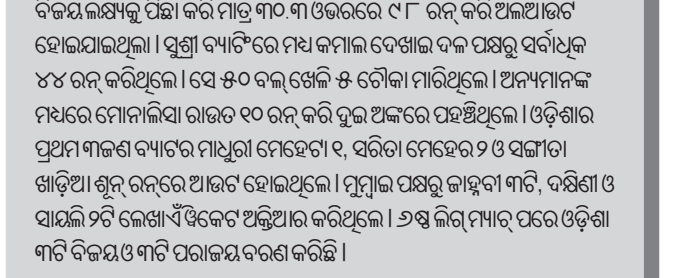 ବିଜୟଲକ୍ଷ୍ୟକୁ ପିଛା କରି ମାତ୍ର ୩୦.୩ ଓଭରରେ ୯୮ ରନ୍ କରି ଅଲଆଉଟ
ହୋଇଯାଇଥିଲା । ସୁଶ୍ରୀ ବ୍ୟାଟିଂରେ ମଧ୍ୟ କମାଲ ଦେଖାଇ ଦଳ ପକ୍ଷରୁ ସର୍ବାଧିକ
୪୪ ରନ୍ କରିଥିଲେ । ସେ ୫୦ ବଲ୍ ଖେଳି ୫ ଚୌକା ମାରିଥିଲେ । ଅନ୍ୟମାନଙ୍କ
ମଧ୍ୟରେ ମୋନାଲିସା ରାଉତ ୧୦ ରନ୍ କରି ଦୁଇ ଅଙ୍କରେ ପହଞ୍ଚିଥିଲେ । ଓଡ଼ିଶାର
ପ୍ରଥମ ୩ଜଣ ବ୍ୟାଟର ମାଧୁରୀ ମେହେଟା ୧, ସରିତା ମେହେର ୨ ଓ ସଙ୍ଗୀତା
ଖାଡ଼ିଆ ଶୂନ୍ ରନ୍‌ରେ ଆଉଟ ହୋଇଥିଲେ । ମୁମ୍ବାଇ ପକ୍ଷରୁ ଜାହ୍ନବୀ ୩ଟି, ଦକ୍ଷିଣୀ ଓ
ସାୟଲି ୨ଟି ଲେଖାଏଁ ୱିକେଟ ଅକ୍ତିଆର କରିଥିଲେ । ୬ଷ୍ଠ ଲିଗ୍ ମ୍ୟାଚ୍ ପରେ ଓଡ଼ିଶା
୩ଟି ବିଜୟ ଓ ୩ଟି ପରାଜୟ ବରଣ କରିଛି ।